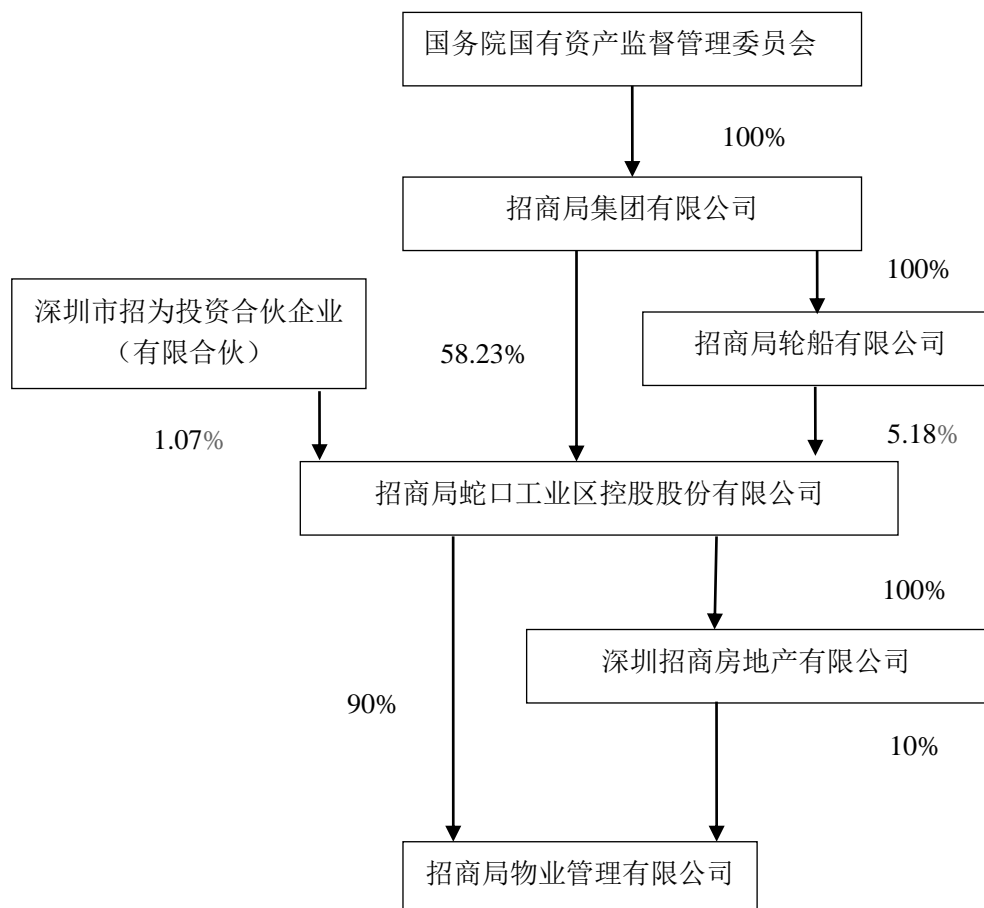 国务院国有资产监督管理委员会
100%
招商局集团有限公司
100%
深圳市招为投资合伙企业
（有限合伙）
招商局轮船有限公司
58.23%
1.07%
5.18%
招商局蛇口工业区控股股份有限公司
100%
深圳招商房地产有限公司
90%
10%
招商局物业管理有限公司